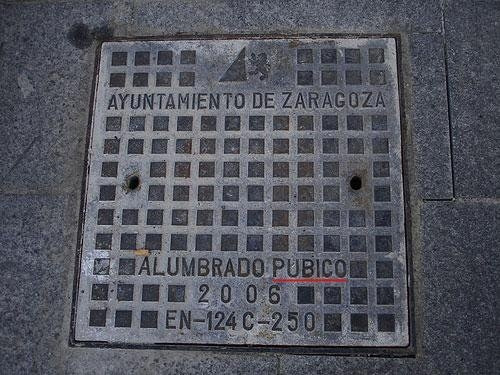 AYUNTAMIENTO DE ZARAGOZA
ALUMBRADO PUBICO
2006
EN-124 C-250